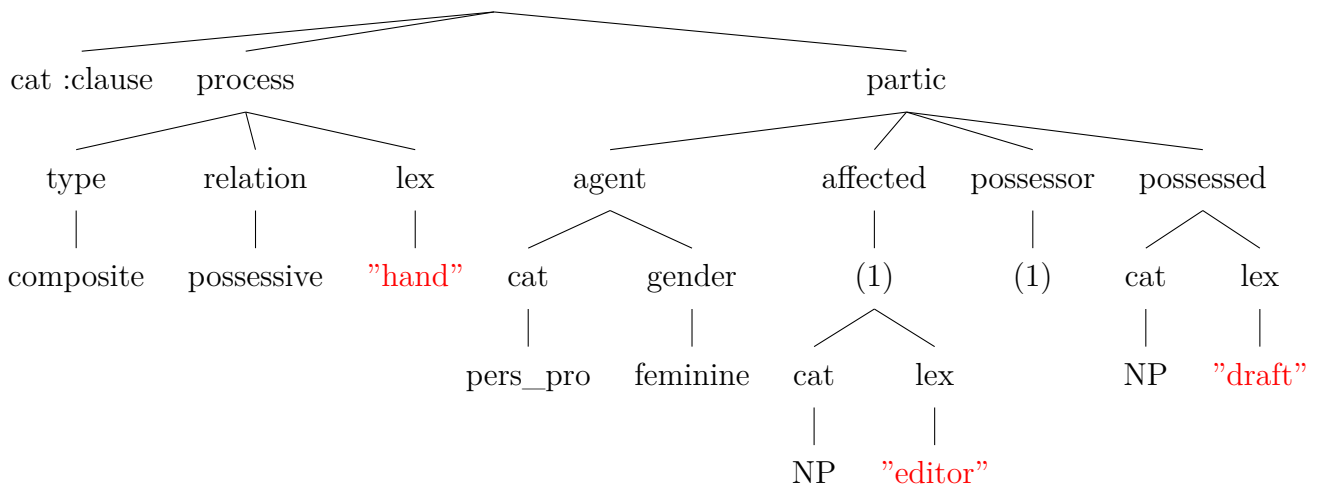 cat :clause process partic
type relation lex agent affected possessor possessed
composite possessive ”hand” cat gender (1) (1) cat lex
pers_pro feminine cat lex NP ”draft”
NP ”editor”